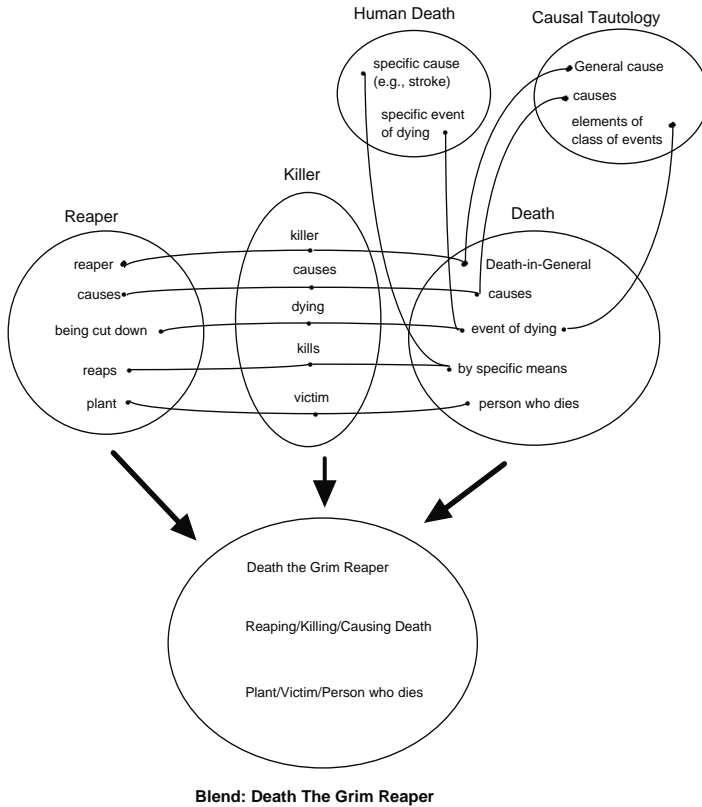 Human Death
Causal Tautology
specific cause
(e.g., stroke)
specific event
of dying
General cause
causes
elements of
class of events
Reaper
Killer
Death
reaper
causes
being cut down
reaps
plant
killer
causes
dying
kills
victim
Death-in-General
causes
event of dying
by specific means
person who dies
Death the Grim Reaper
Reaping/Killing/Causing Death
Plant/Victim/Person who dies
Blend: Death The Grim Reaper